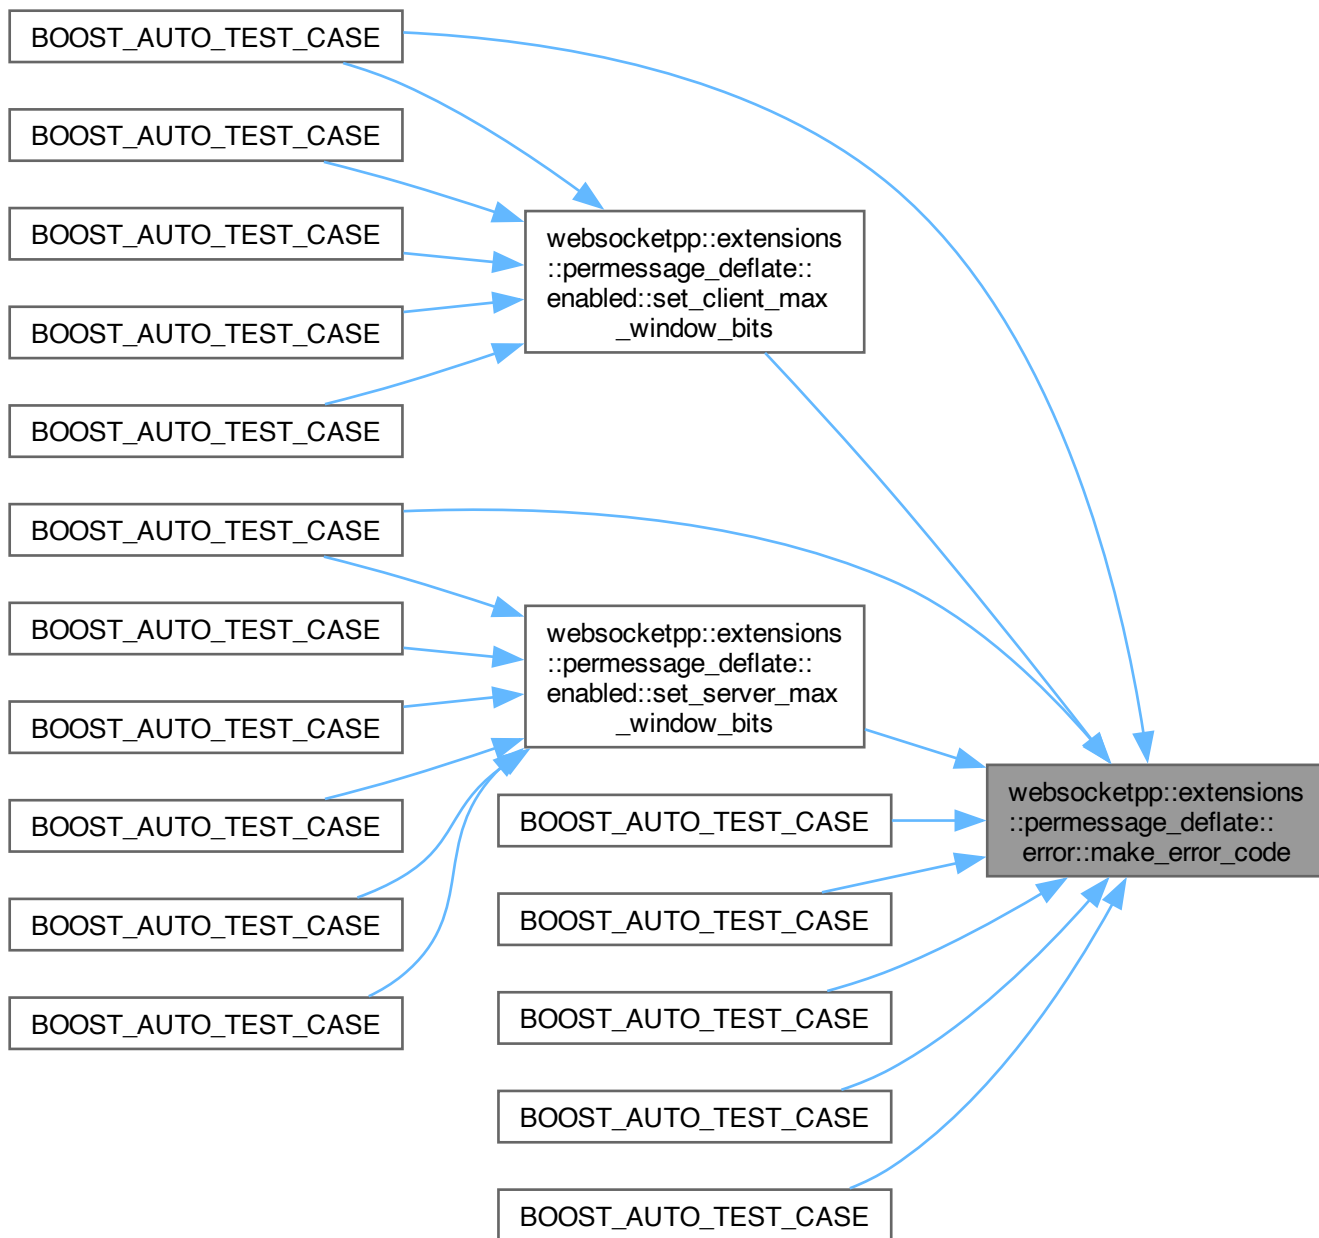 BOOST_AUTO_TEST_CASE
BOOST_AUTO_TEST_CASE
BOOST_AUTO_TEST_CASE
BOOST_AUTO_TEST_CASE
BOOST_AUTO_TEST_CASE
BOOST_AUTO_TEST_CASE
BOOST_AUTO_TEST_CASE
BOOST_AUTO_TEST_CASE
BOOST_AUTO_TEST_CASE
BOOST_AUTO_TEST_CASE
BOOST_AUTO_TEST_CASE
websocketpp::extensions
::permessage_deflate::
enabled::set_client_max
_window_bits
websocketpp::extensions
::permessage_deflate::
enabled::set_server_max
_window_bits
BOOST_AUTO_TEST_CASE
BOOST_AUTO_TEST_CASE
BOOST_AUTO_TEST_CASE
BOOST_AUTO_TEST_CASE
BOOST_AUTO_TEST_CASE
websocketpp::extensions
::permessage_deflate::
error::make_error_code